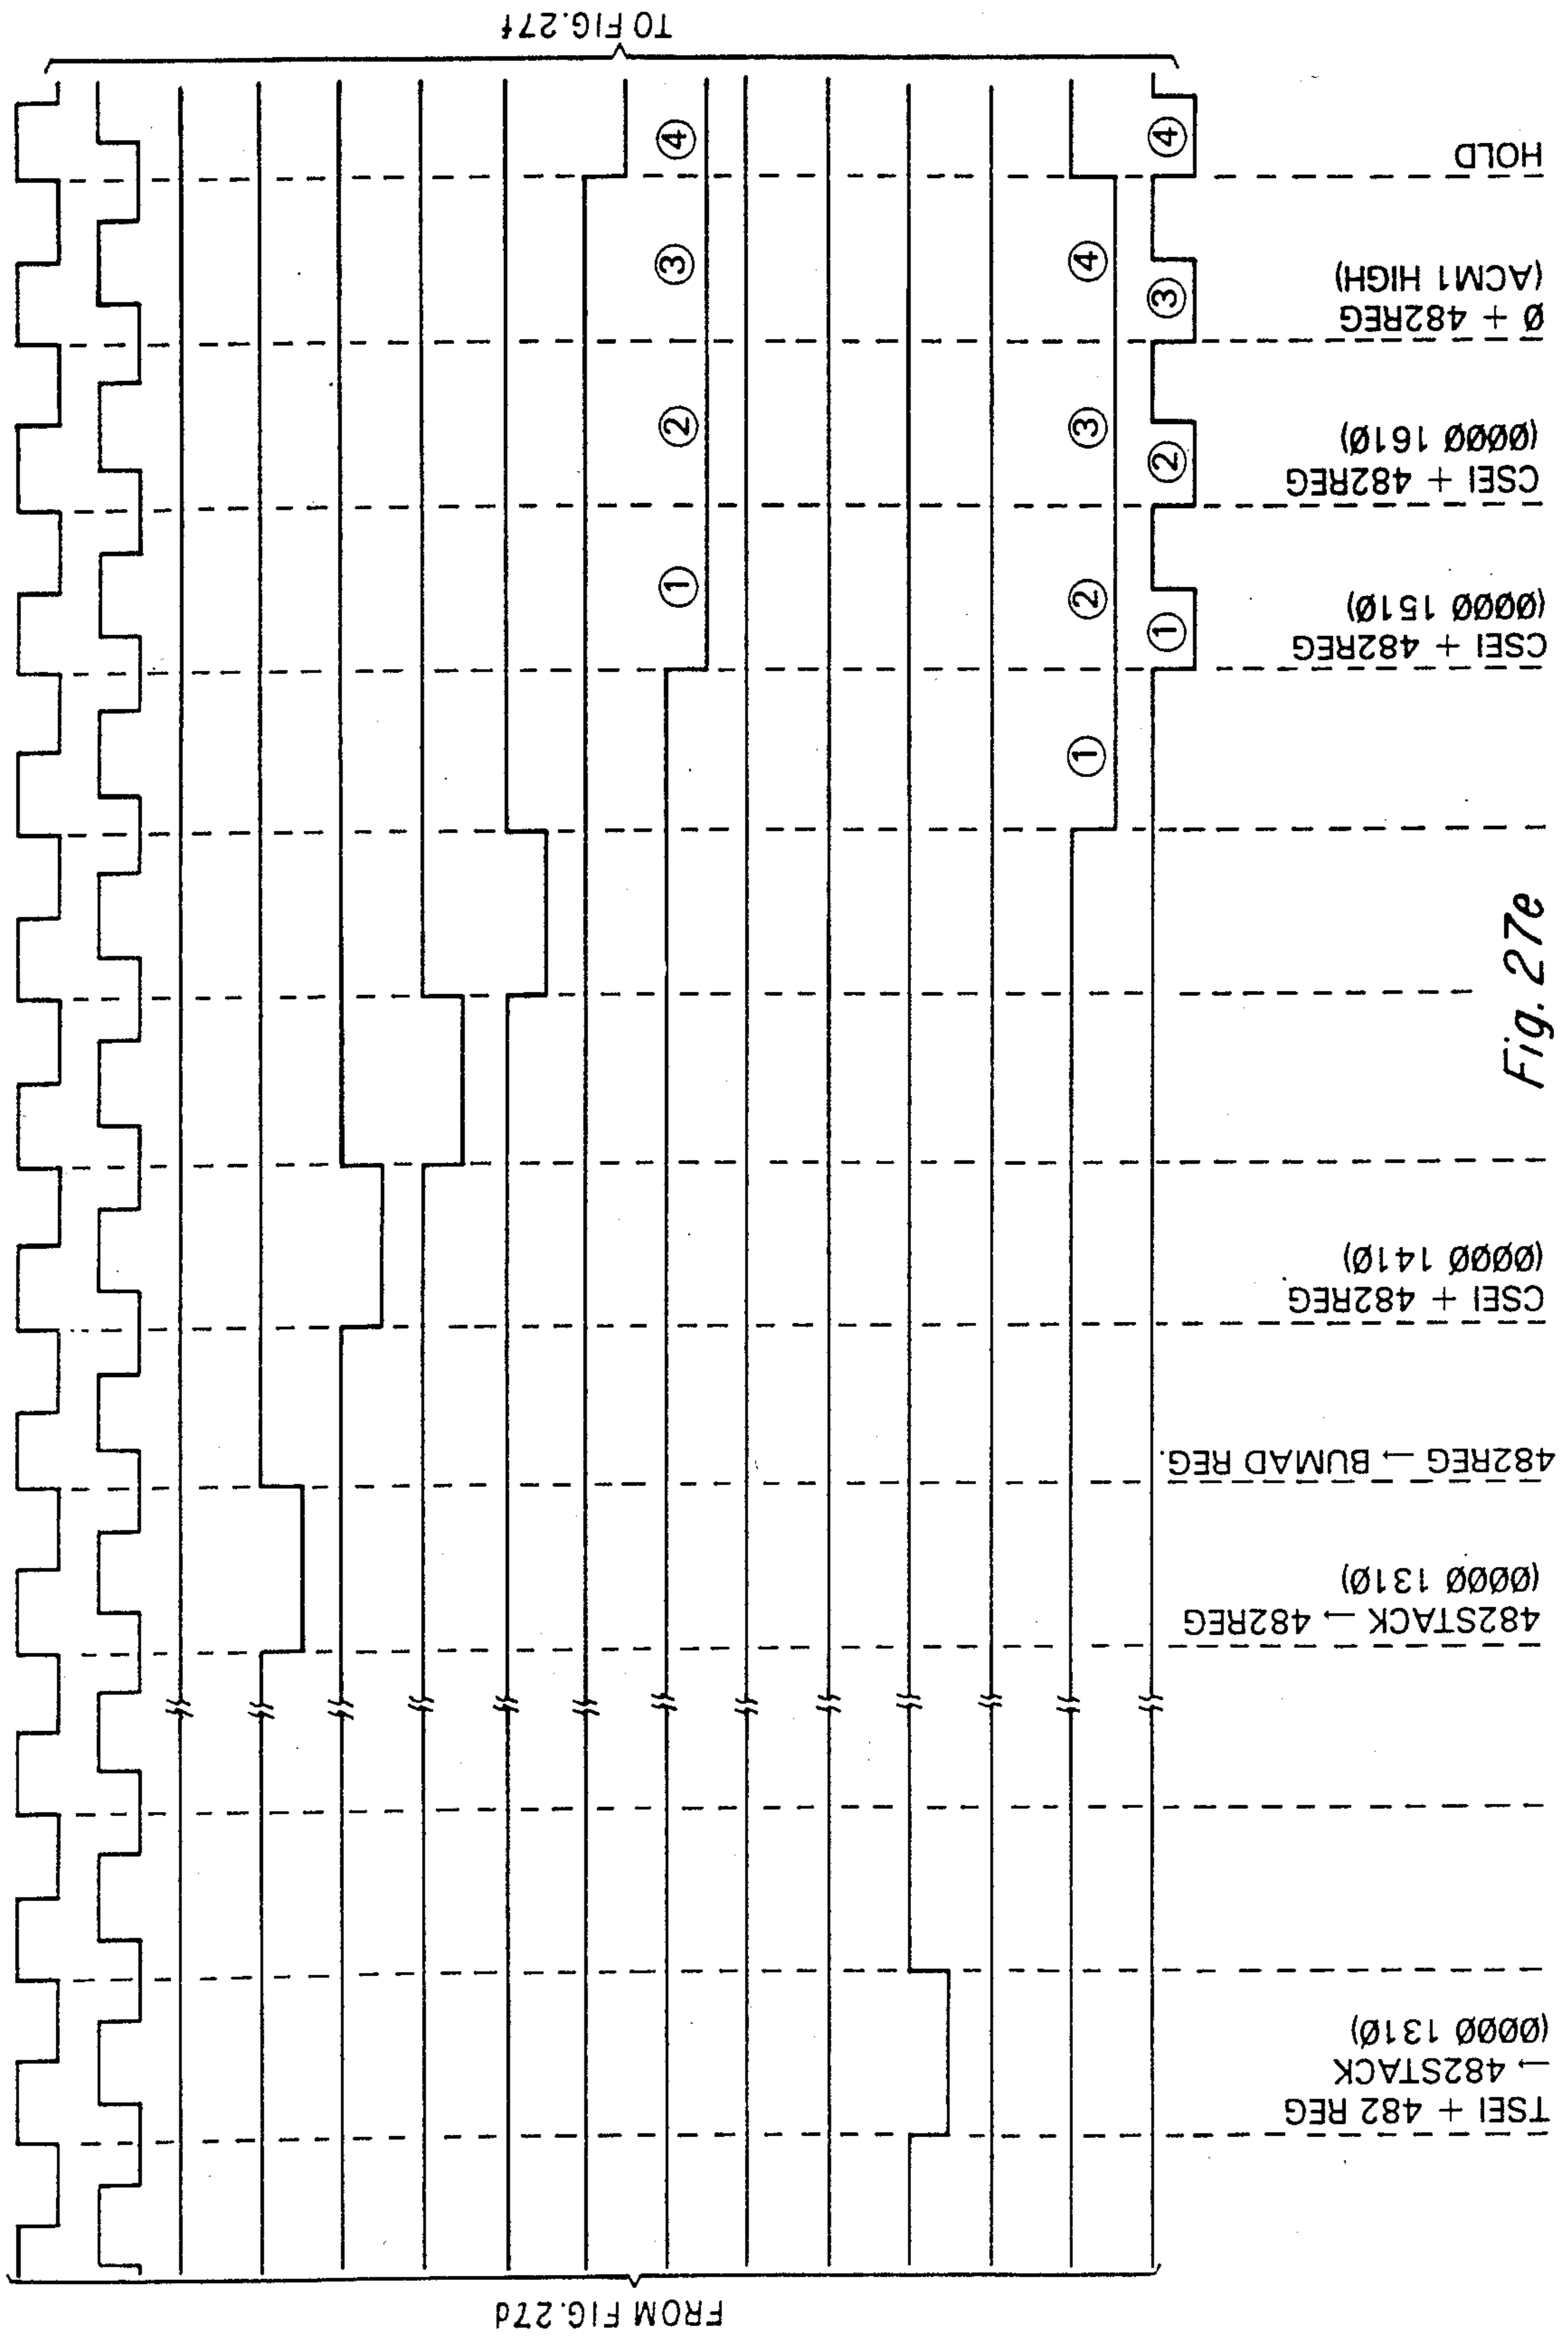 FROM FIG.27d
TO FIG.27f
① ② ③ ④
① ② ③ ④
① ② ③ ④
TSEI + 482 REG
→ 482STACK
(ØØØØ 131Ø)
482STACK → 482REG
(ØØØØ 131Ø)
482REG → BUMAD REG.
CSEI + 482REG
(ØØØØ 141Ø)
CSEI + 482REG
(ØØØØ 151Ø)
CSEI + 482REG
(ØØØØ 161Ø)
Ø + 482REG
(ACM1 HIGH)
HOLD
Fig. 27e